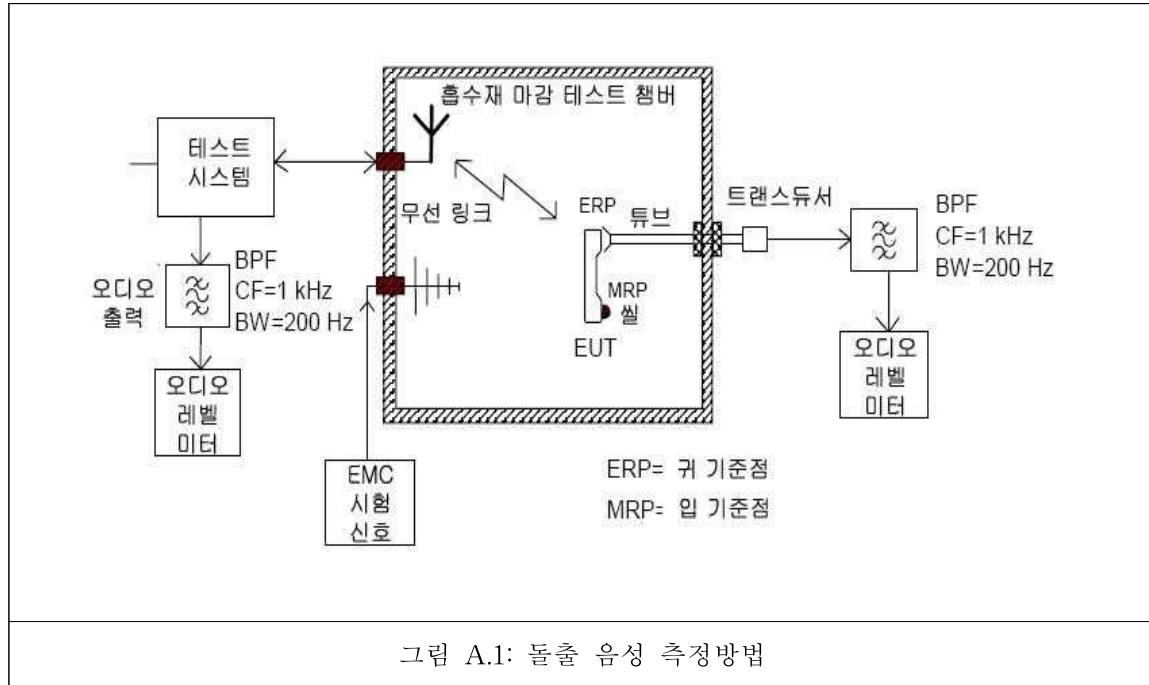 흡수재 마감 테스트 챔버
테스트
시스템
무선 링크
BPF
CF=1 kHz
BW=200 Hz
오디오
출력
오디오
레벨
미터
EMC
시험
신호
ERP
튜브
MRP
씰
EUT
트랜스듀서
BPF
CF=1 kHz
BW=200 Hz
오디오
레벨
미터
ERP= 귀 기준점
MRP= 입 기준점
그림 A.1: 돌출 음성 측정방법